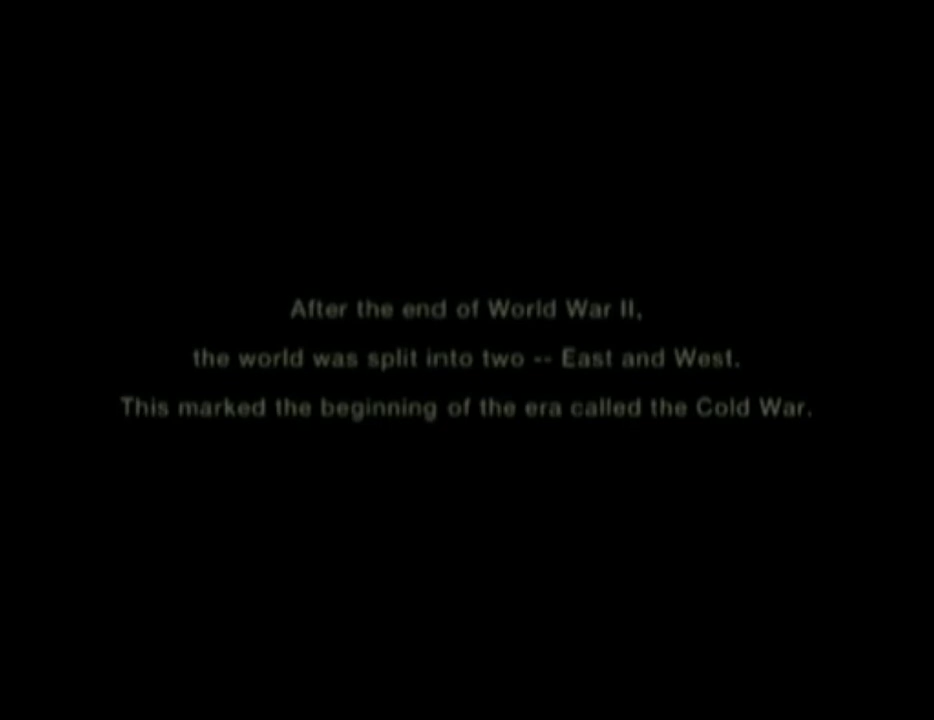 After the end of World War II,
the world was split into two -- East and West.
This marked the beginning of the era called the Cold War.